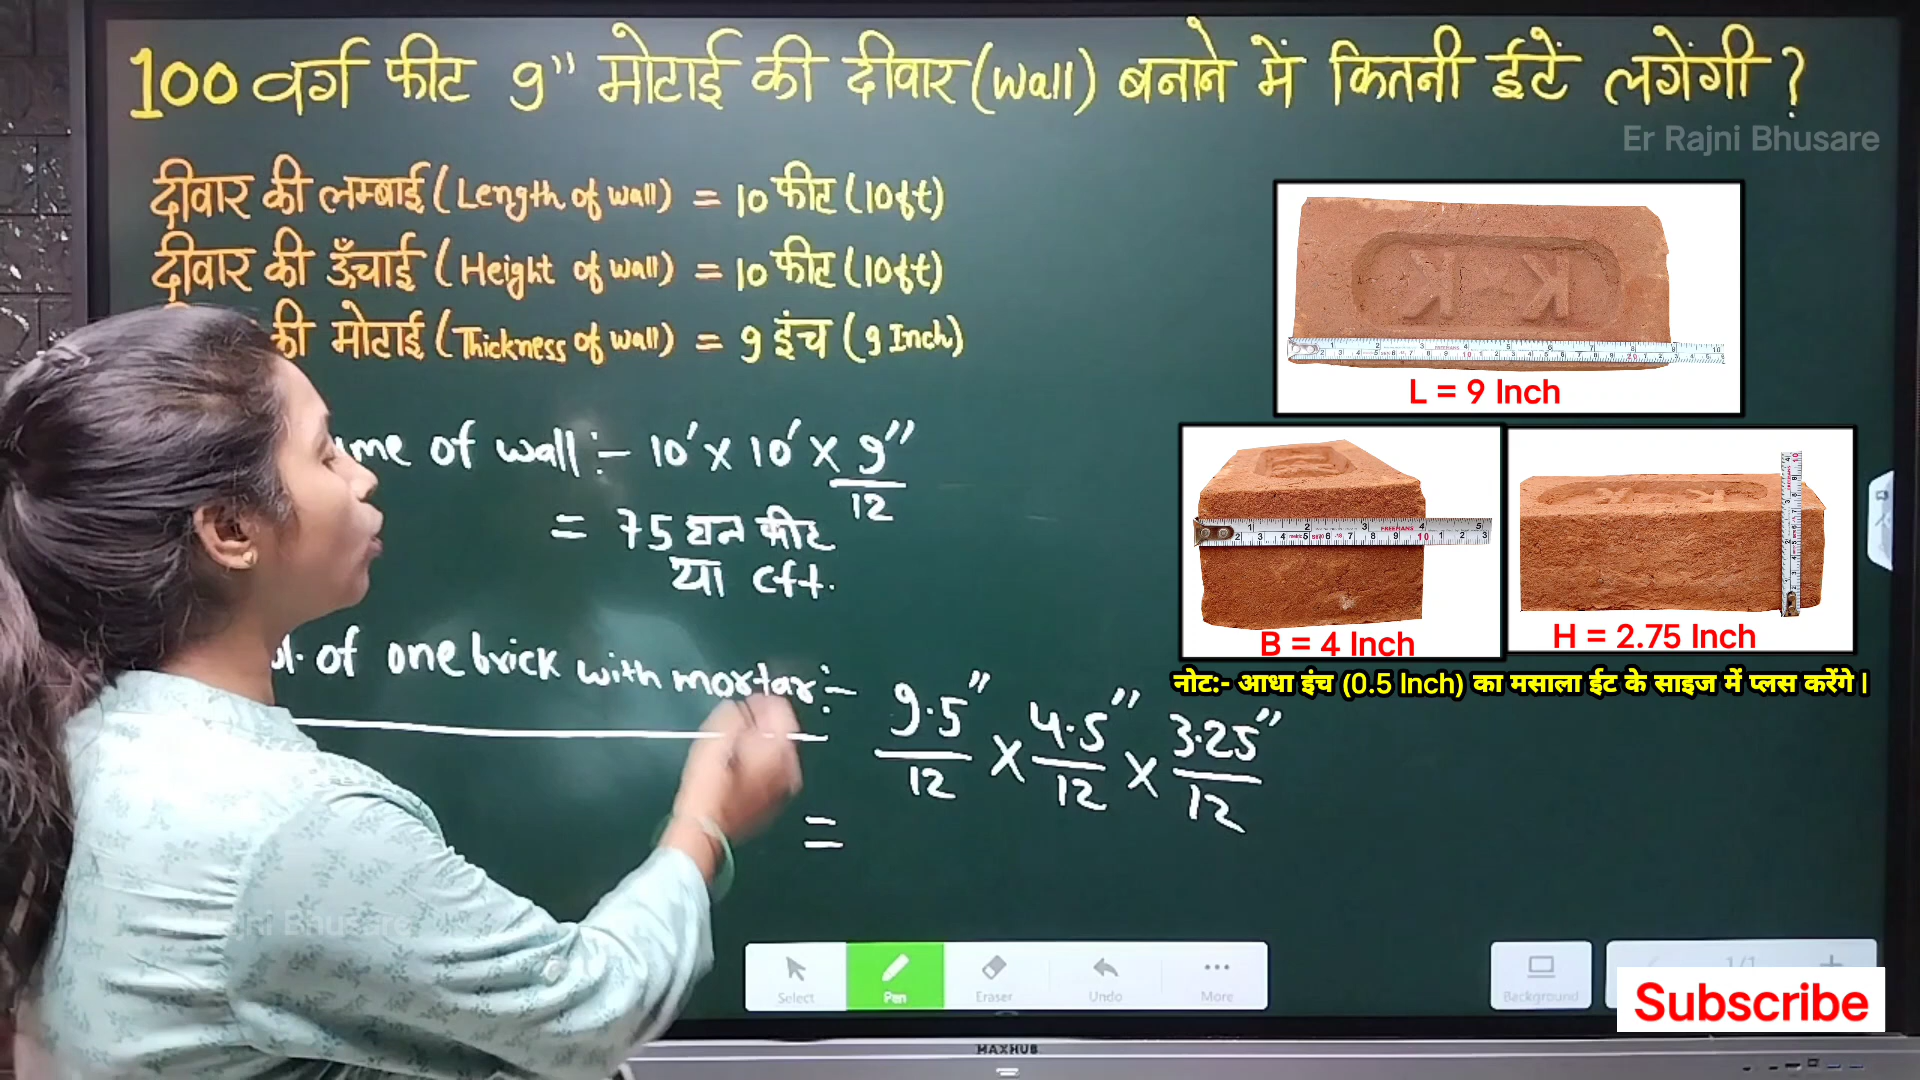 100 वर्ग फीट 9" मोटाई की दीवार (Wall) बनाने में कितनी ईटें लगेंगी ?
Er Rajni Bhusare
दीवार की लम्बाई (Length of wall) = 10 फीट (10ft)
दीवार की ऊँचाई (Height of wall) = 10 फीट (10ft)
की मोटाई (Thickness of wall) = 9 इंच (9 Inch)
L = 9 Inch
me of wall :- 10' x 10' x 9"/12
= 75 घन फीट
या cft.
B = 4 Inch
H = 2.75 Inch
नोट:- आधा इंच (0.5 Inch) का मसाला ईट के साइज में प्लस करेंगे ।
of one brick with mortar :- 9.5"/12 x 4.5"/12 x 3.25"/12
=
Select
Pen
Eraser
Undo
More
Background
1/1
Subscribe
MAXHUB